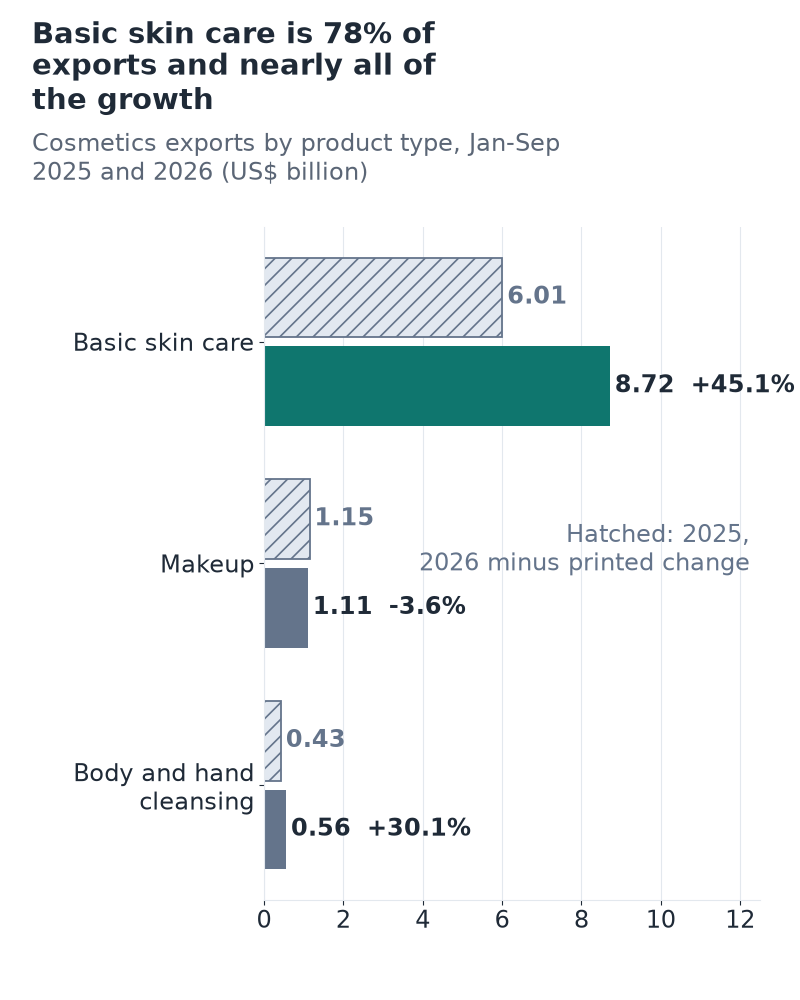 Basic skin care is 78% of
exports and nearly all of
the growth
Cosmetics exports by product type, Jan-Sep
2025 and 2026 (US$ billion)
6.01
Basic skin care
8.72 +45.1%
1.15
Hatched: 2025,
2026 minus printed change
Makeup
1.11 -3.6%
0.43
Body and hand
cleansing
0.56 +30.1%
0 2 4 6 8 10 12